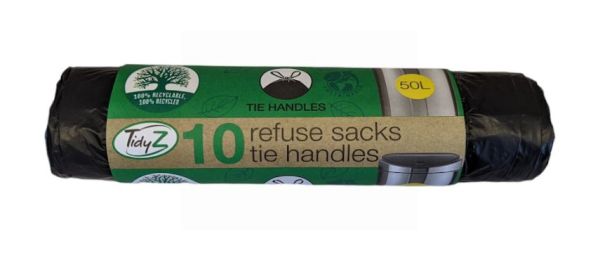 100% RECYCLABLE,
100% RECYCLED
TIE HANDLES
50L
TidyZ
10 refuse sacks
tie handles